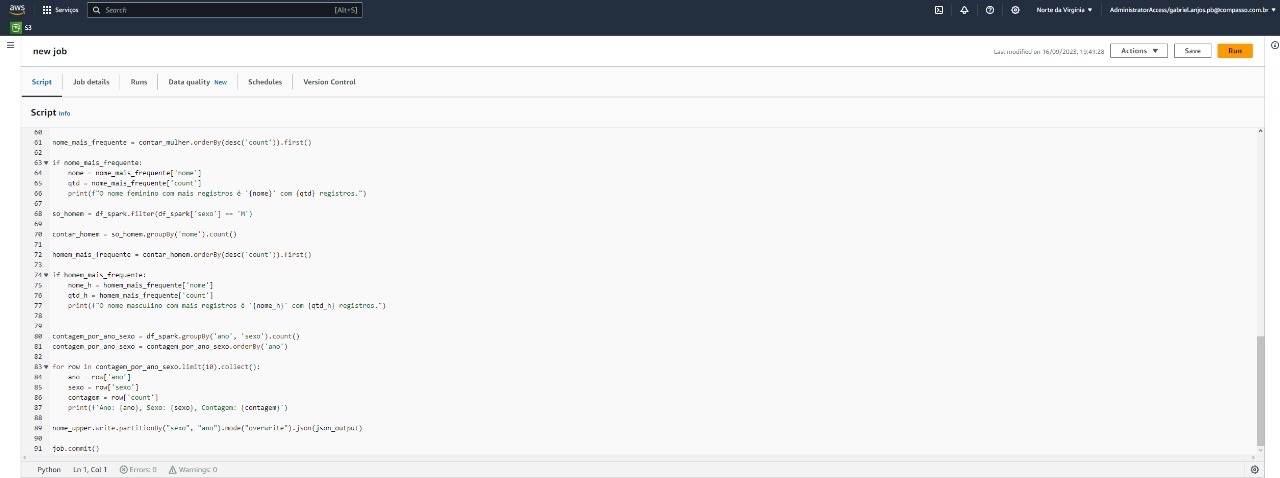 aws
Serviços
Search
[Alt+S]
Norte da Virgínia
AdministratorAccess/gabriel.anjos.pb@compasso.com.br
S3
new job
Last modified on 16/09/2023, 19:41:28
Actions
Save
Run
Script
Job details
Runs
Data quality New
Schedules
Version Control
Script Info
60
61 nome_mais_frequente = contar_mulher.orderBy(desc('count')).first()
62
63 if nome_mais_frequente:
64 nome = nome_mais_frequente['nome']
65 qtd = nome_mais_frequente['count']
66 print(f"O nome feminino com mais registros é '{nome}' com {qtd} registros.")
67
68 so_homem = df_spark.filter(df_spark['sexo'] == 'M')
69
70 contar_homem = so_homem.groupBy('nome').count()
71
72 homem_mais_frequente = contar_homem.orderBy(desc('count')).first()
73
74 if homem_mais_frequente:
75 nome_h = homem_mais_frequente['nome']
76 qtd_h = homem_mais_frequente['count']
77 print(f"O nome masculino com mais registros é '{nome_h}' com {qtd_h} registros.")
78
79
80 contagem_por_ano_sexo = df_spark.groupBy('ano', 'sexo').count()
81 contagem_por_ano_sexo = contagem_por_ano_sexo.orderBy('ano')
82
83 for row in contagem_por_ano_sexo.limit(10).collect():
84 ano = row['ano']
85 sexo = row['sexo']
86 contagem = row['count']
87 print(f'Ano: {ano}, Sexo: {sexo}, Contagem: {contagem}')
88
89 nome_upper.write.partitionBy("sexo", "ano").mode("overwrite").json(json_output)
90
91 job.commit()
Python
Ln 1, Col 1
Errors: 0
Warnings: 0